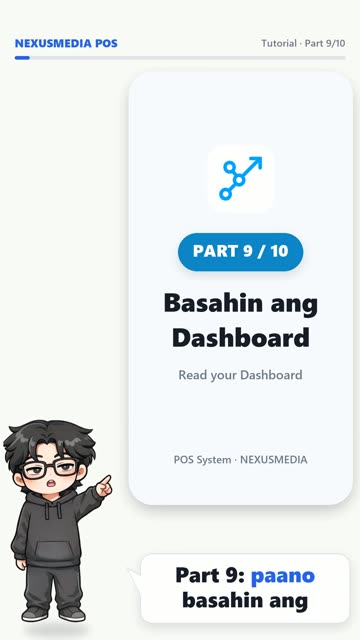 NEXUSMEDIA POS
Tutorial · Part 9/10
PART 9 / 10
Basahin ang
Dashboard
Read your Dashboard
POS System · NEXUSMEDIA
Part 9: paano
basahin ang